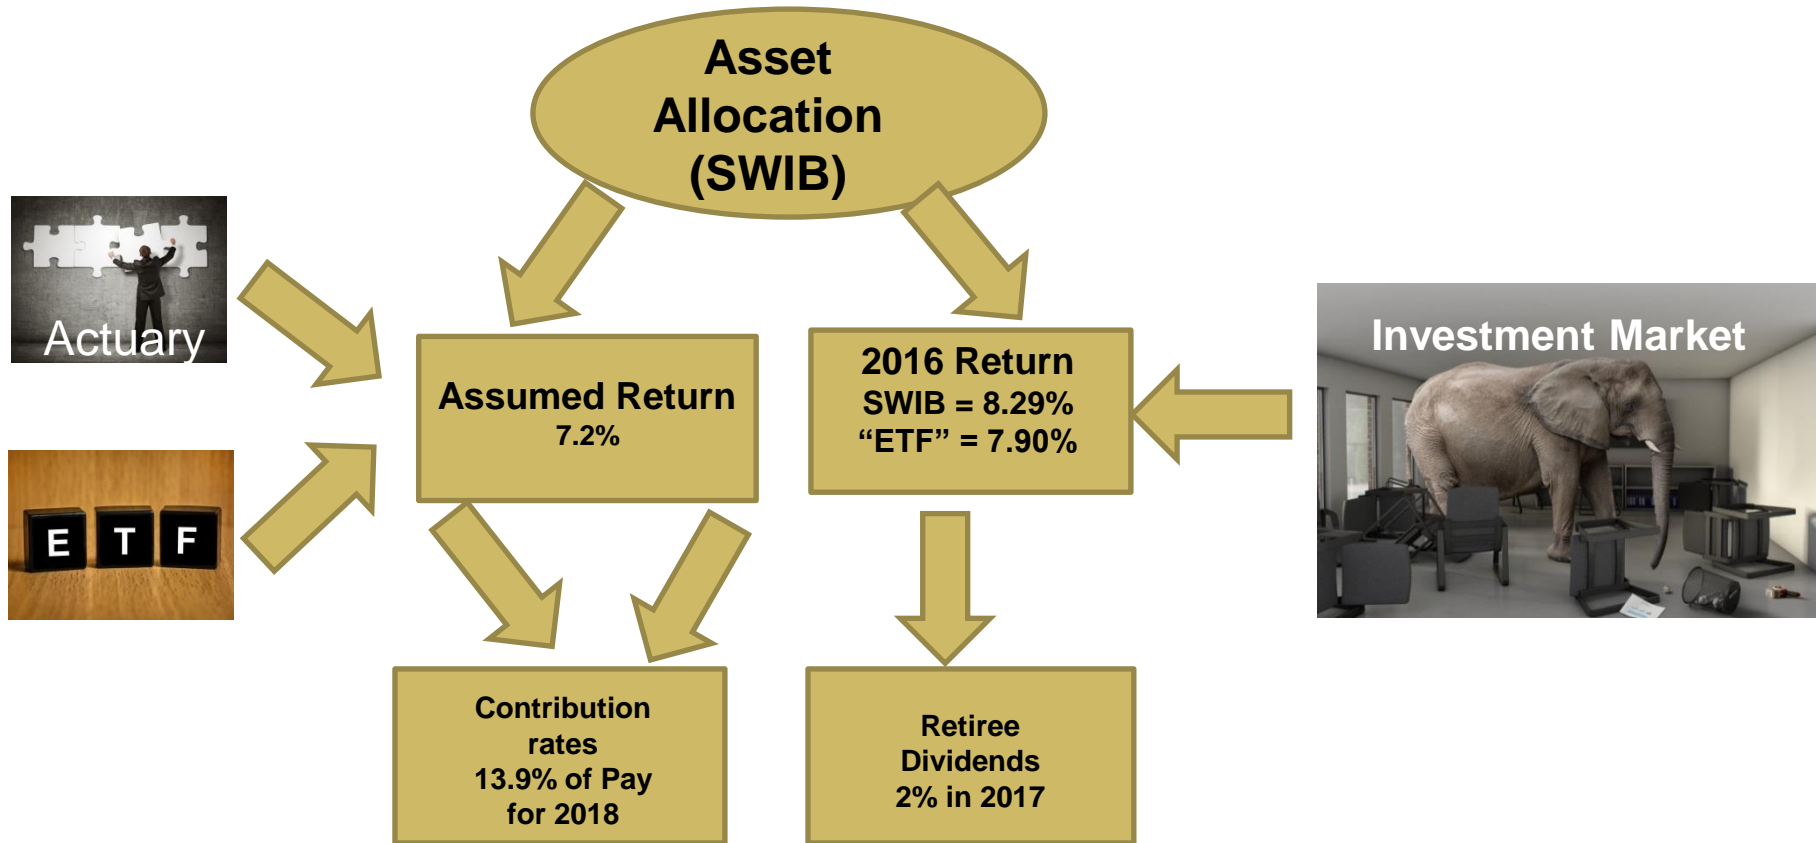 Asset
Allocation
(SWIB)
Actuary
E T F
Assumed Return
7.2%
2016 Return
SWIB = 8.29%
“ETF” = 7.90%
Investment Market
Contribution
rates
13.9% of Pay
for 2018
Retiree
Dividends
2% in 2017